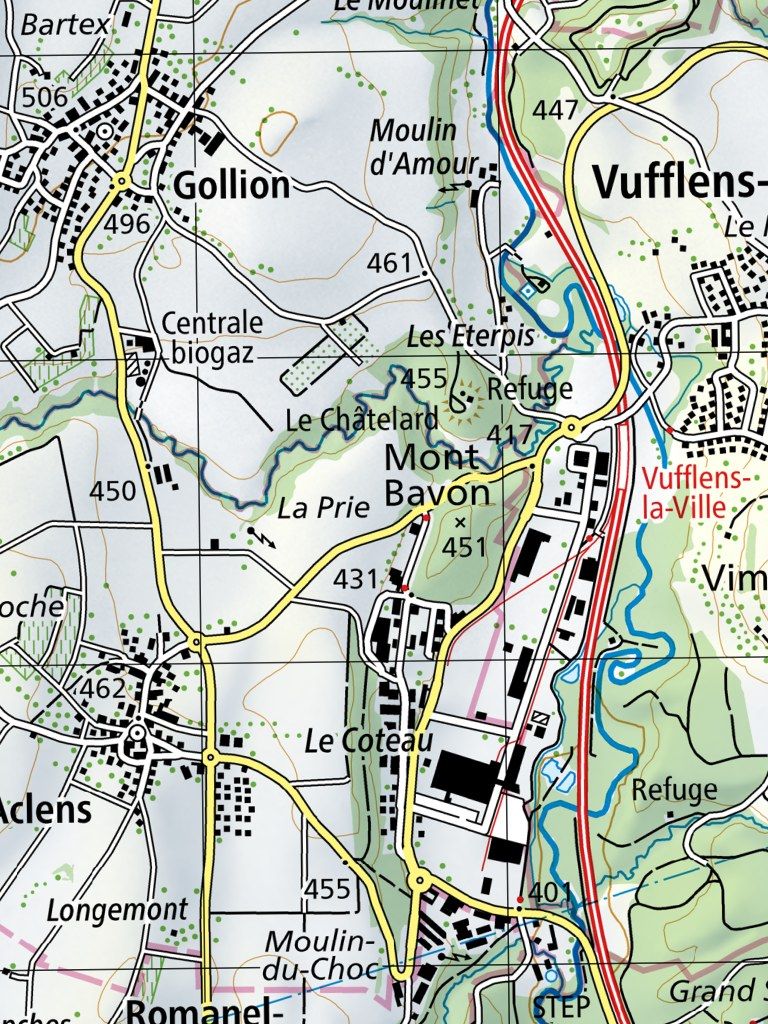 Le Moulinet
Bartex
506
447
Moulin
d'Amour
Gollion
Vufflens-
496
Le
461
Centrale
biogaz
Les Eterpis
455
Refuge
Le Châtelard
417
Mont
Bavon
450
La Prie
Vufflens-
la-Ville
451
431
Vim
oche
462
Le Coteau
Refuge
Aclens
455
401
Longemont
Moulin-
du-Choc
Grand S
STEP
Romanel-
nches